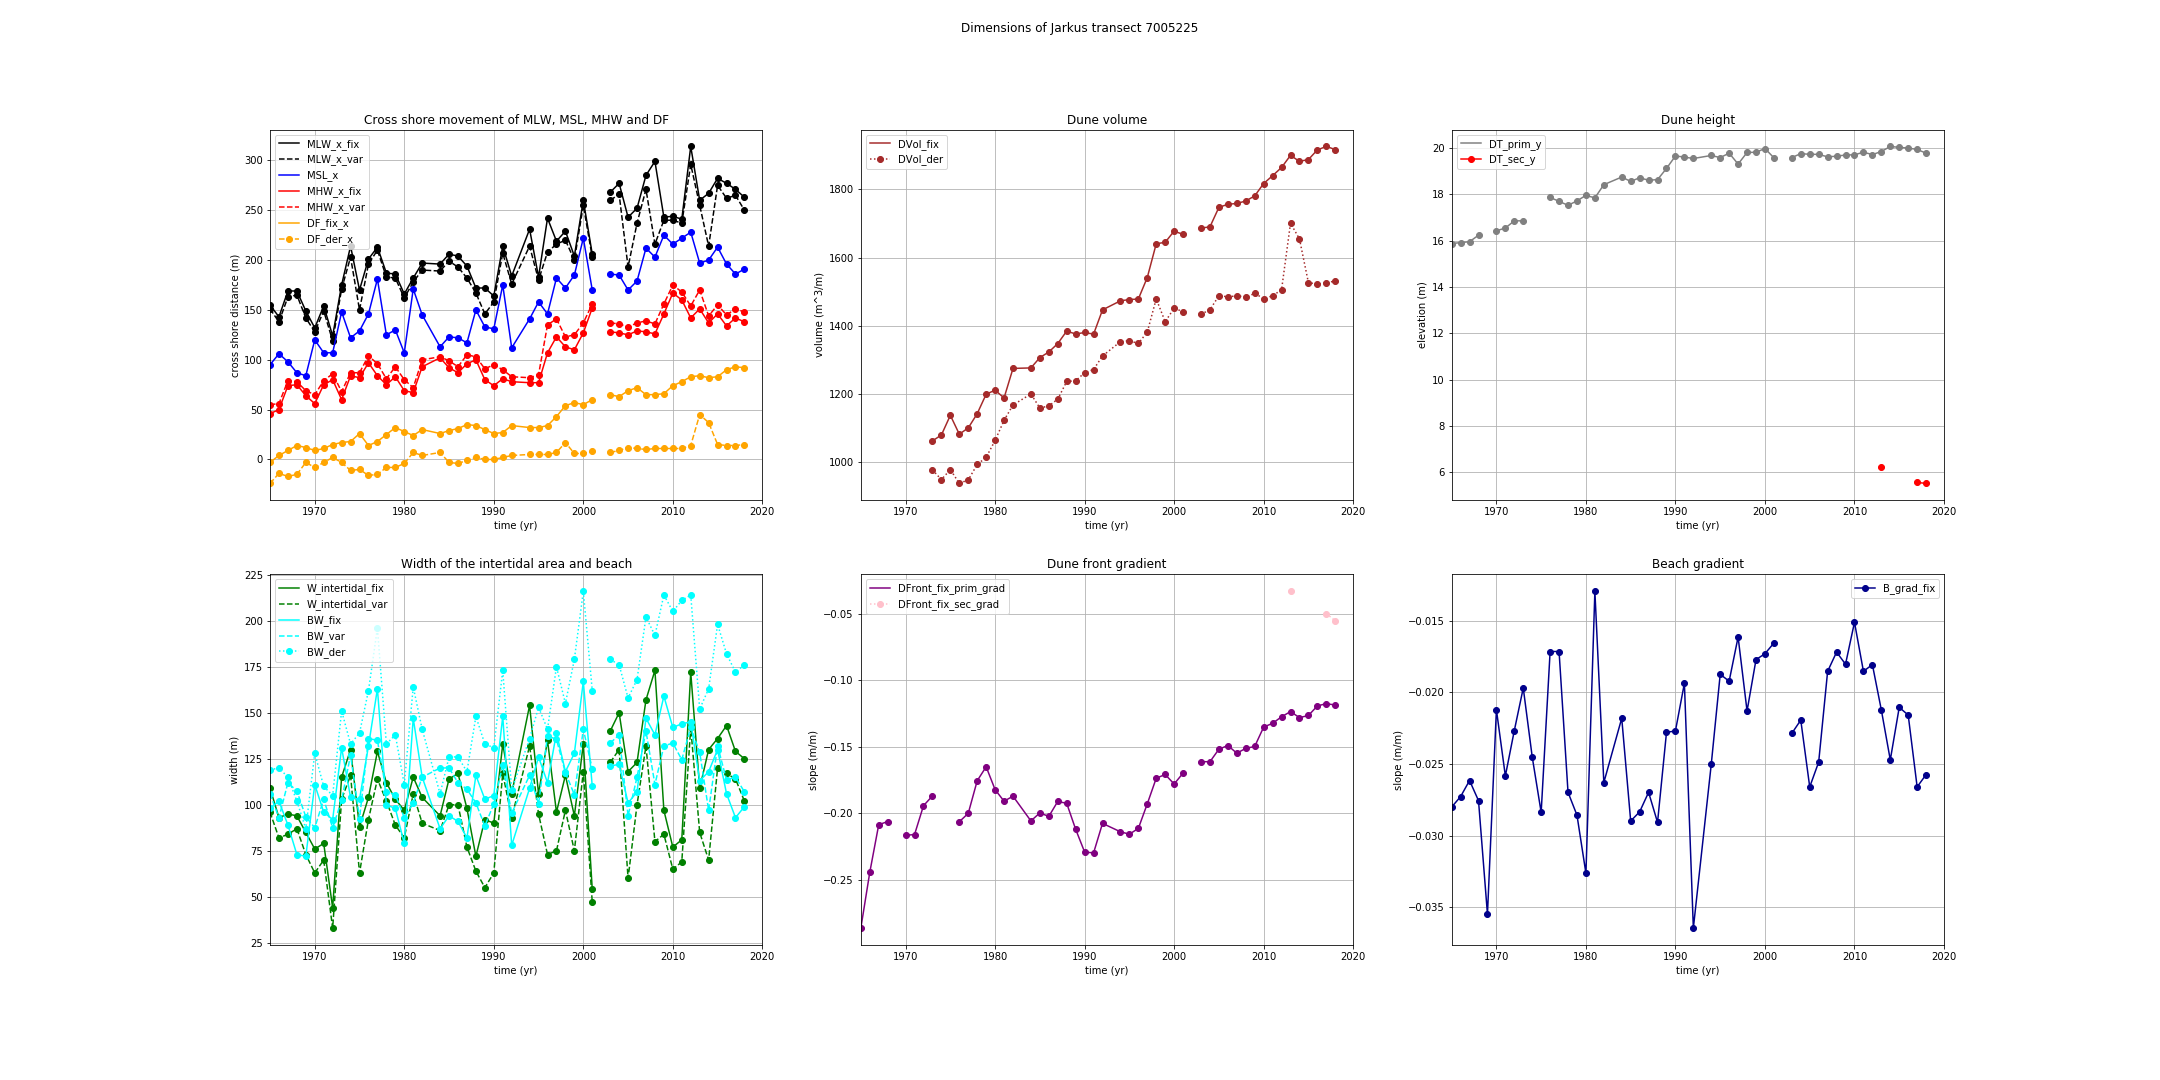 Dimensions of Jarkus transect 7005225
Cross shore movement of MLW, MSL, MHW and DF
MLW_x_fix
MLW_x_var
MSL_x
MHW_x_fix
MHW_x_var
DF_fix_x
DF_der_x
cross shore distance (m)
300
250
200
150
100
50
0
1970 1980 1990 2000 2010 2020
time (yr)
Dune volume
DVol_fix
DVol_der
volume (m^3/m)
1800
1600
1400
1200
1000
1970 1980 1990 2000 2010 2020
time (yr)
Dune height
DT_prim_y
DT_sec_y
elevation (m)
20
18
16
14
12
10
8
6
1970 1980 1990 2000 2010 2020
time (yr)
Width of the intertidal area and beach
W_intertidal_fix
W_intertidal_var
BW_fix
BW_var
BW_der
width (m)
225
200
175
150
125
100
75
50
25
1970 1980 1990 2000 2010 2020
time (yr)
Dune front gradient
DFront_fix_prim_grad
DFront_fix_sec_grad
slope (m/m)
−0.05
−0.10
−0.15
−0.20
−0.25
1970 1980 1990 2000 2010 2020
time (yr)
Beach gradient
B_grad_fix
slope (m/m)
−0.015
−0.020
−0.025
−0.030
−0.035
1970 1980 1990 2000 2010 2020
time (yr)